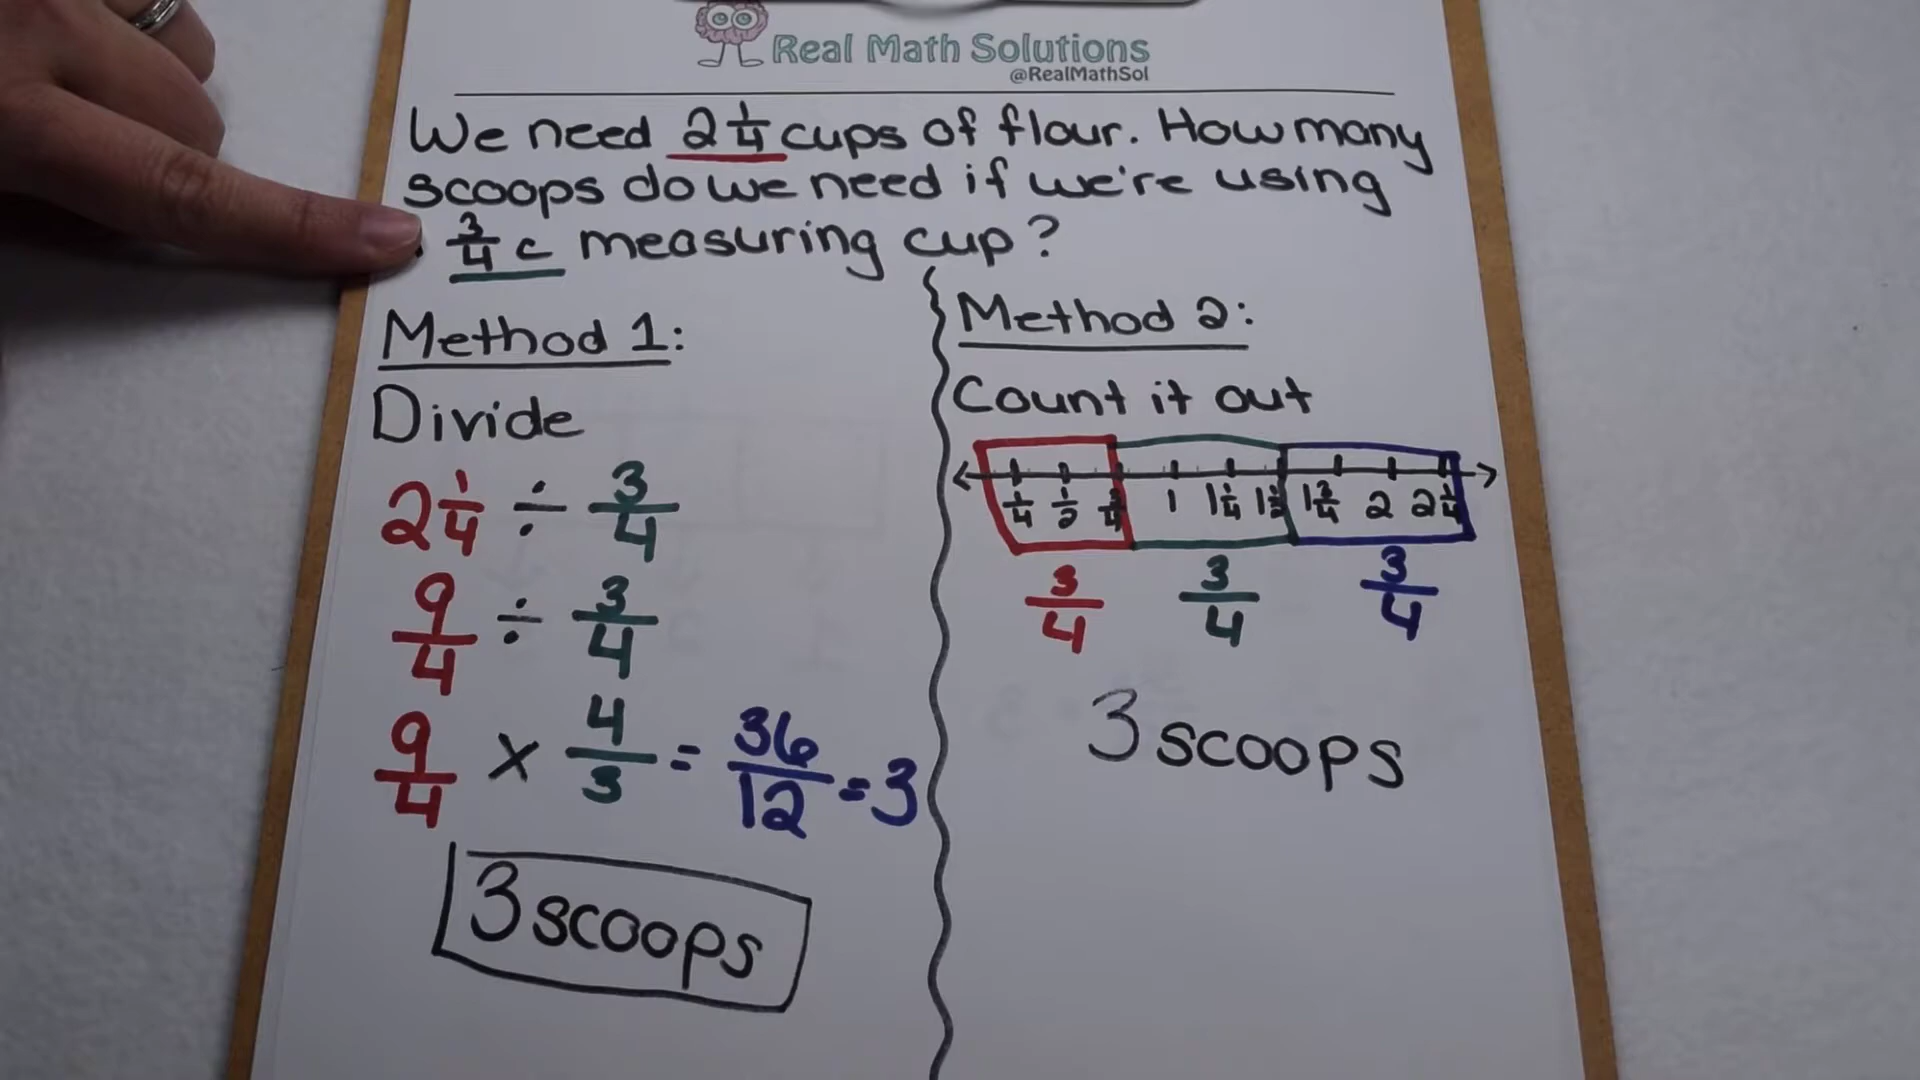 Real Math Solutions
@RealMathSol
We need 2 1/4 cups of flour. How many
scoops do we need if we're using
3/4 c measuring cup?
Method 1:
Divide
2 1/4 ÷ 3/4
9/4 ÷ 3/4
9/4 x 4/3 = 36/12 = 3
3 scoops
Method 2:
Count it out
1/4 1/2 3/4 1 1 1/4 1 1/2 1 3/4 2 2 1/4
3/4 3/4 3/4
3 scoops